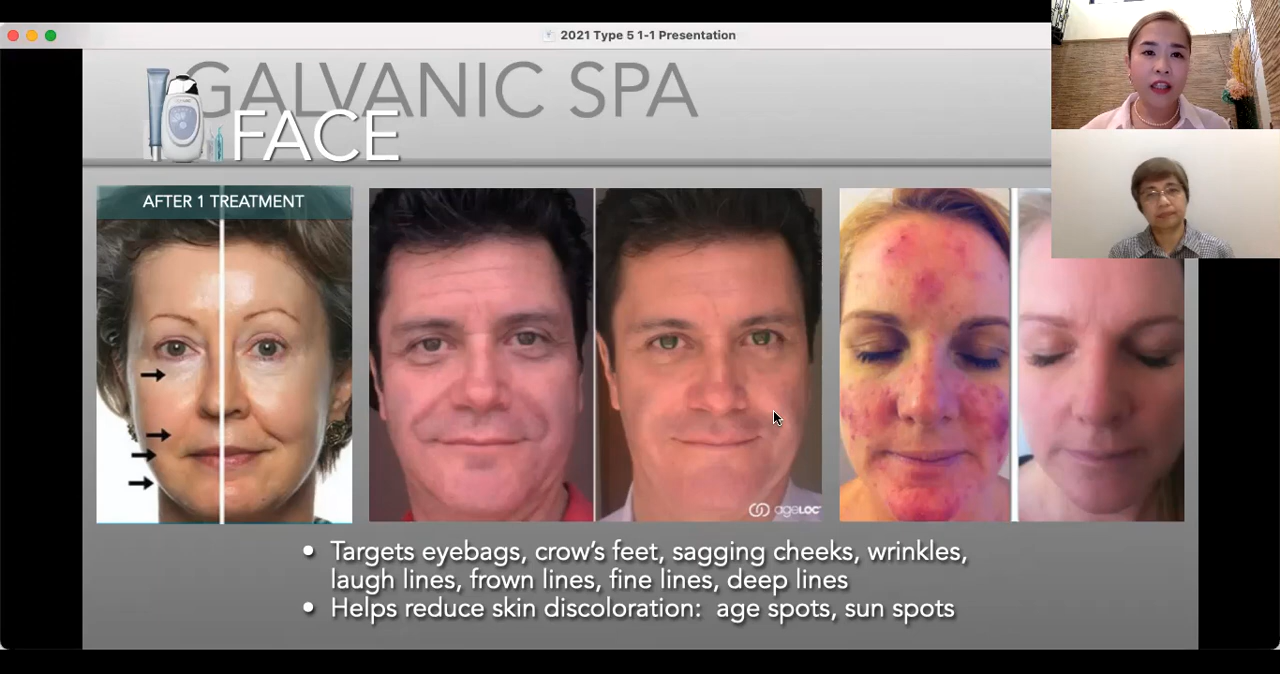 2021 Type 5 1-1 Presentation
GALVANIC SPA
FACE
AFTER 1 TREATMENT
ageLOC
• Targets eyebags, crow's feet, sagging cheeks, wrinkles,
laugh lines, frown lines, fine lines, deep lines
• Helps reduce skin discoloration:  age spots, sun spots